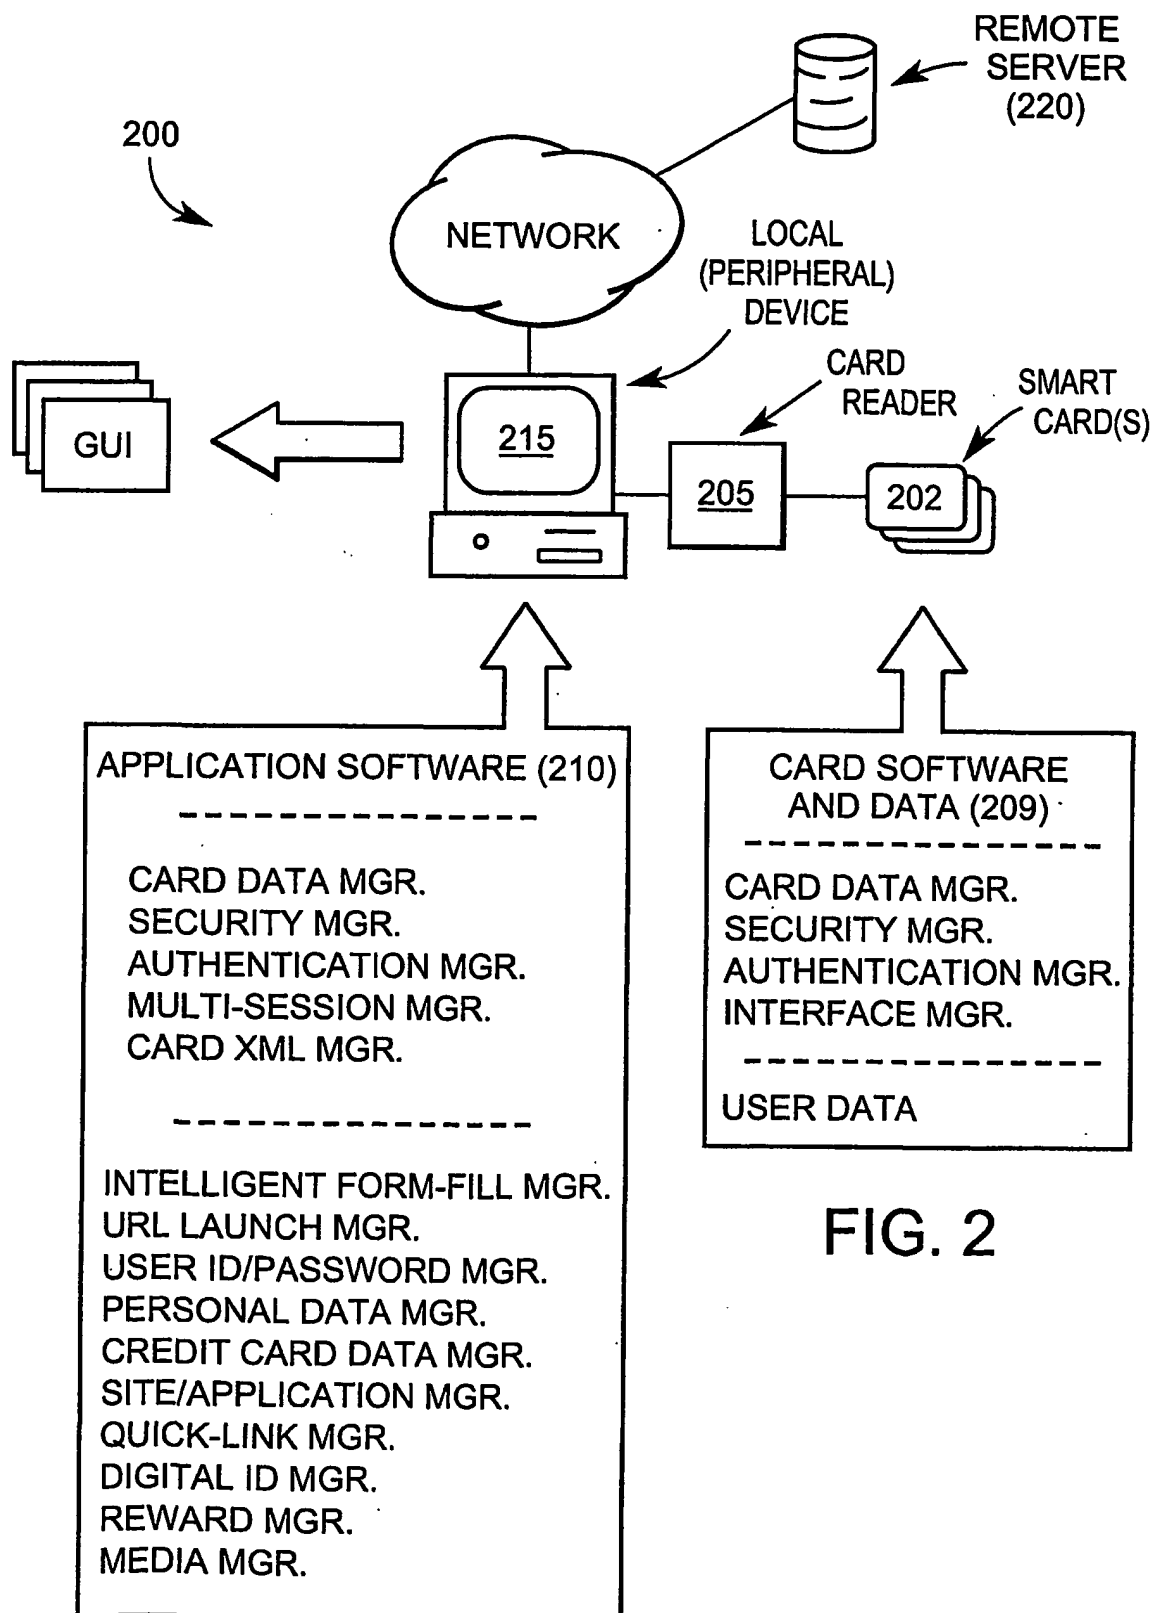 REMOTE
SERVER
(220)
200
NETWORK
LOCAL
(PERIPHERAL)
DEVICE
CARD
READER
SMART
CARD(S)
GUI
215
205
202
APPLICATION SOFTWARE (210)
CARD DATA MGR.
SECURITY MGR.
AUTHENTICATION MGR.
MULTI-SESSION MGR.
CARD XML MGR.
INTELLIGENT FORM-FILL MGR.
URL LAUNCH MGR.
USER ID/PASSWORD MGR.
PERSONAL DATA MGR.
CREDIT CARD DATA MGR.
SITE/APPLICATION MGR.
QUICK-LINK MGR.
DIGITAL ID MGR.
REWARD MGR.
MEDIA MGR.
CARD SOFTWARE
AND DATA (209)
CARD DATA MGR.
SECURITY MGR.
AUTHENTICATION MGR.
INTERFACE MGR.
USER DATA
FIG. 2